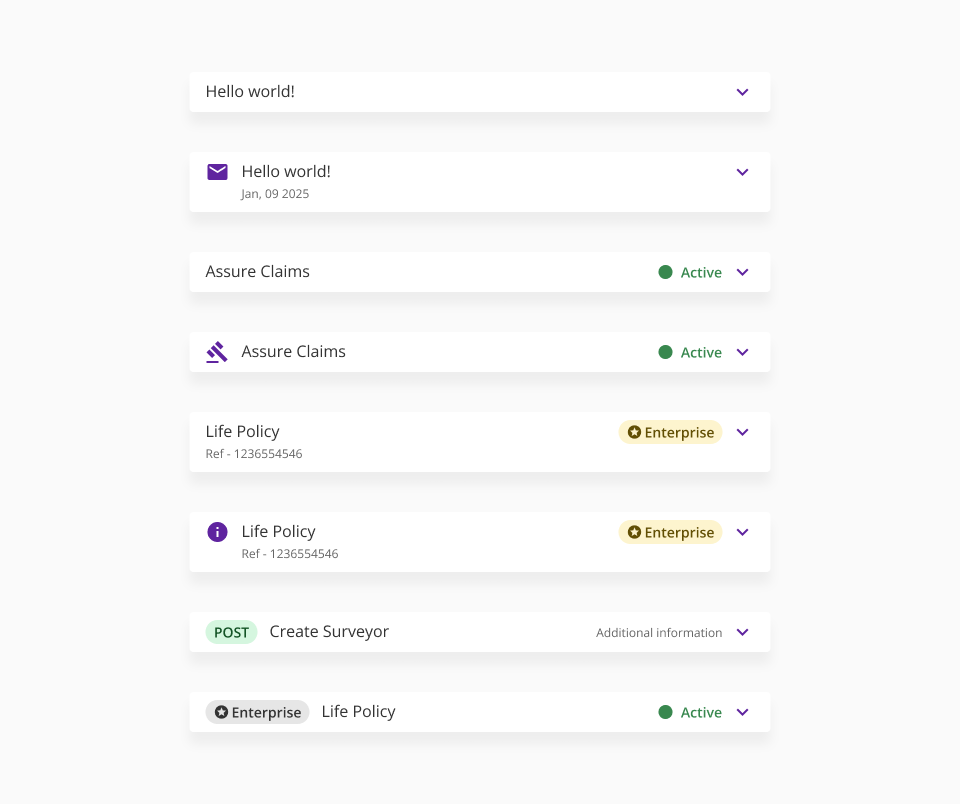 Hello world!
Hello world!
Jan, 09 2025
Assure Claims Active
Assure Claims Active
Life Policy Enterprise
Ref - 1236554546
Life Policy Enterprise
Ref - 1236554546
POST Create Surveyor Additional information
Enterprise Life Policy Active